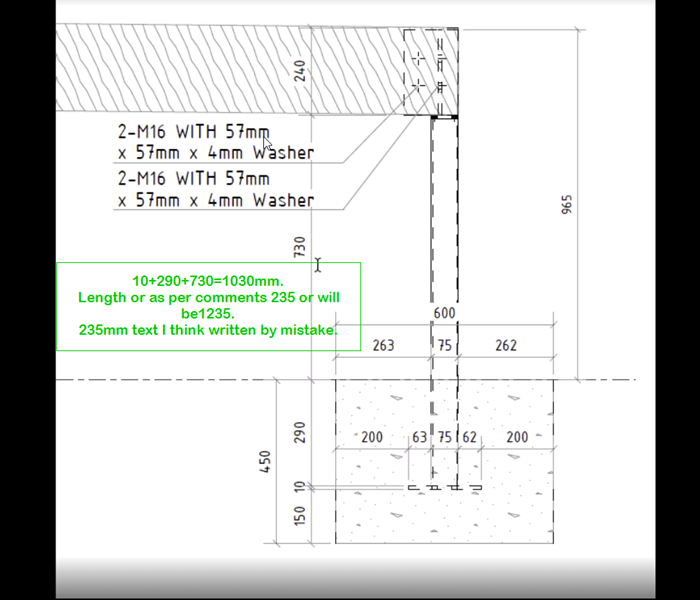 240
2-M16 WITH 57mm
x 57mm x 4mm Washer
2-M16 WITH 57mm
x 57mm x 4mm Washer
965
730
10+290+730=1030mm.
Length or as per comments 235 or will
be1235.
235mm text I think written by mistake.
600
263 75 262
290
450
200 63 75 62 200
10
150